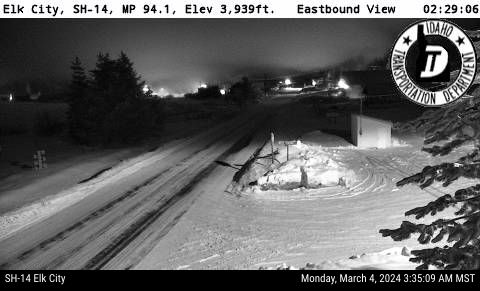 Elk City, SH-14, MP 94.1, Elev 3,939ft. Eastbound View 02:29:06
IDAHO
TRANSPORTATION DEPARTMENT
SH-14 Elk City Monday, March 4, 2024 3:35:09 AM MST